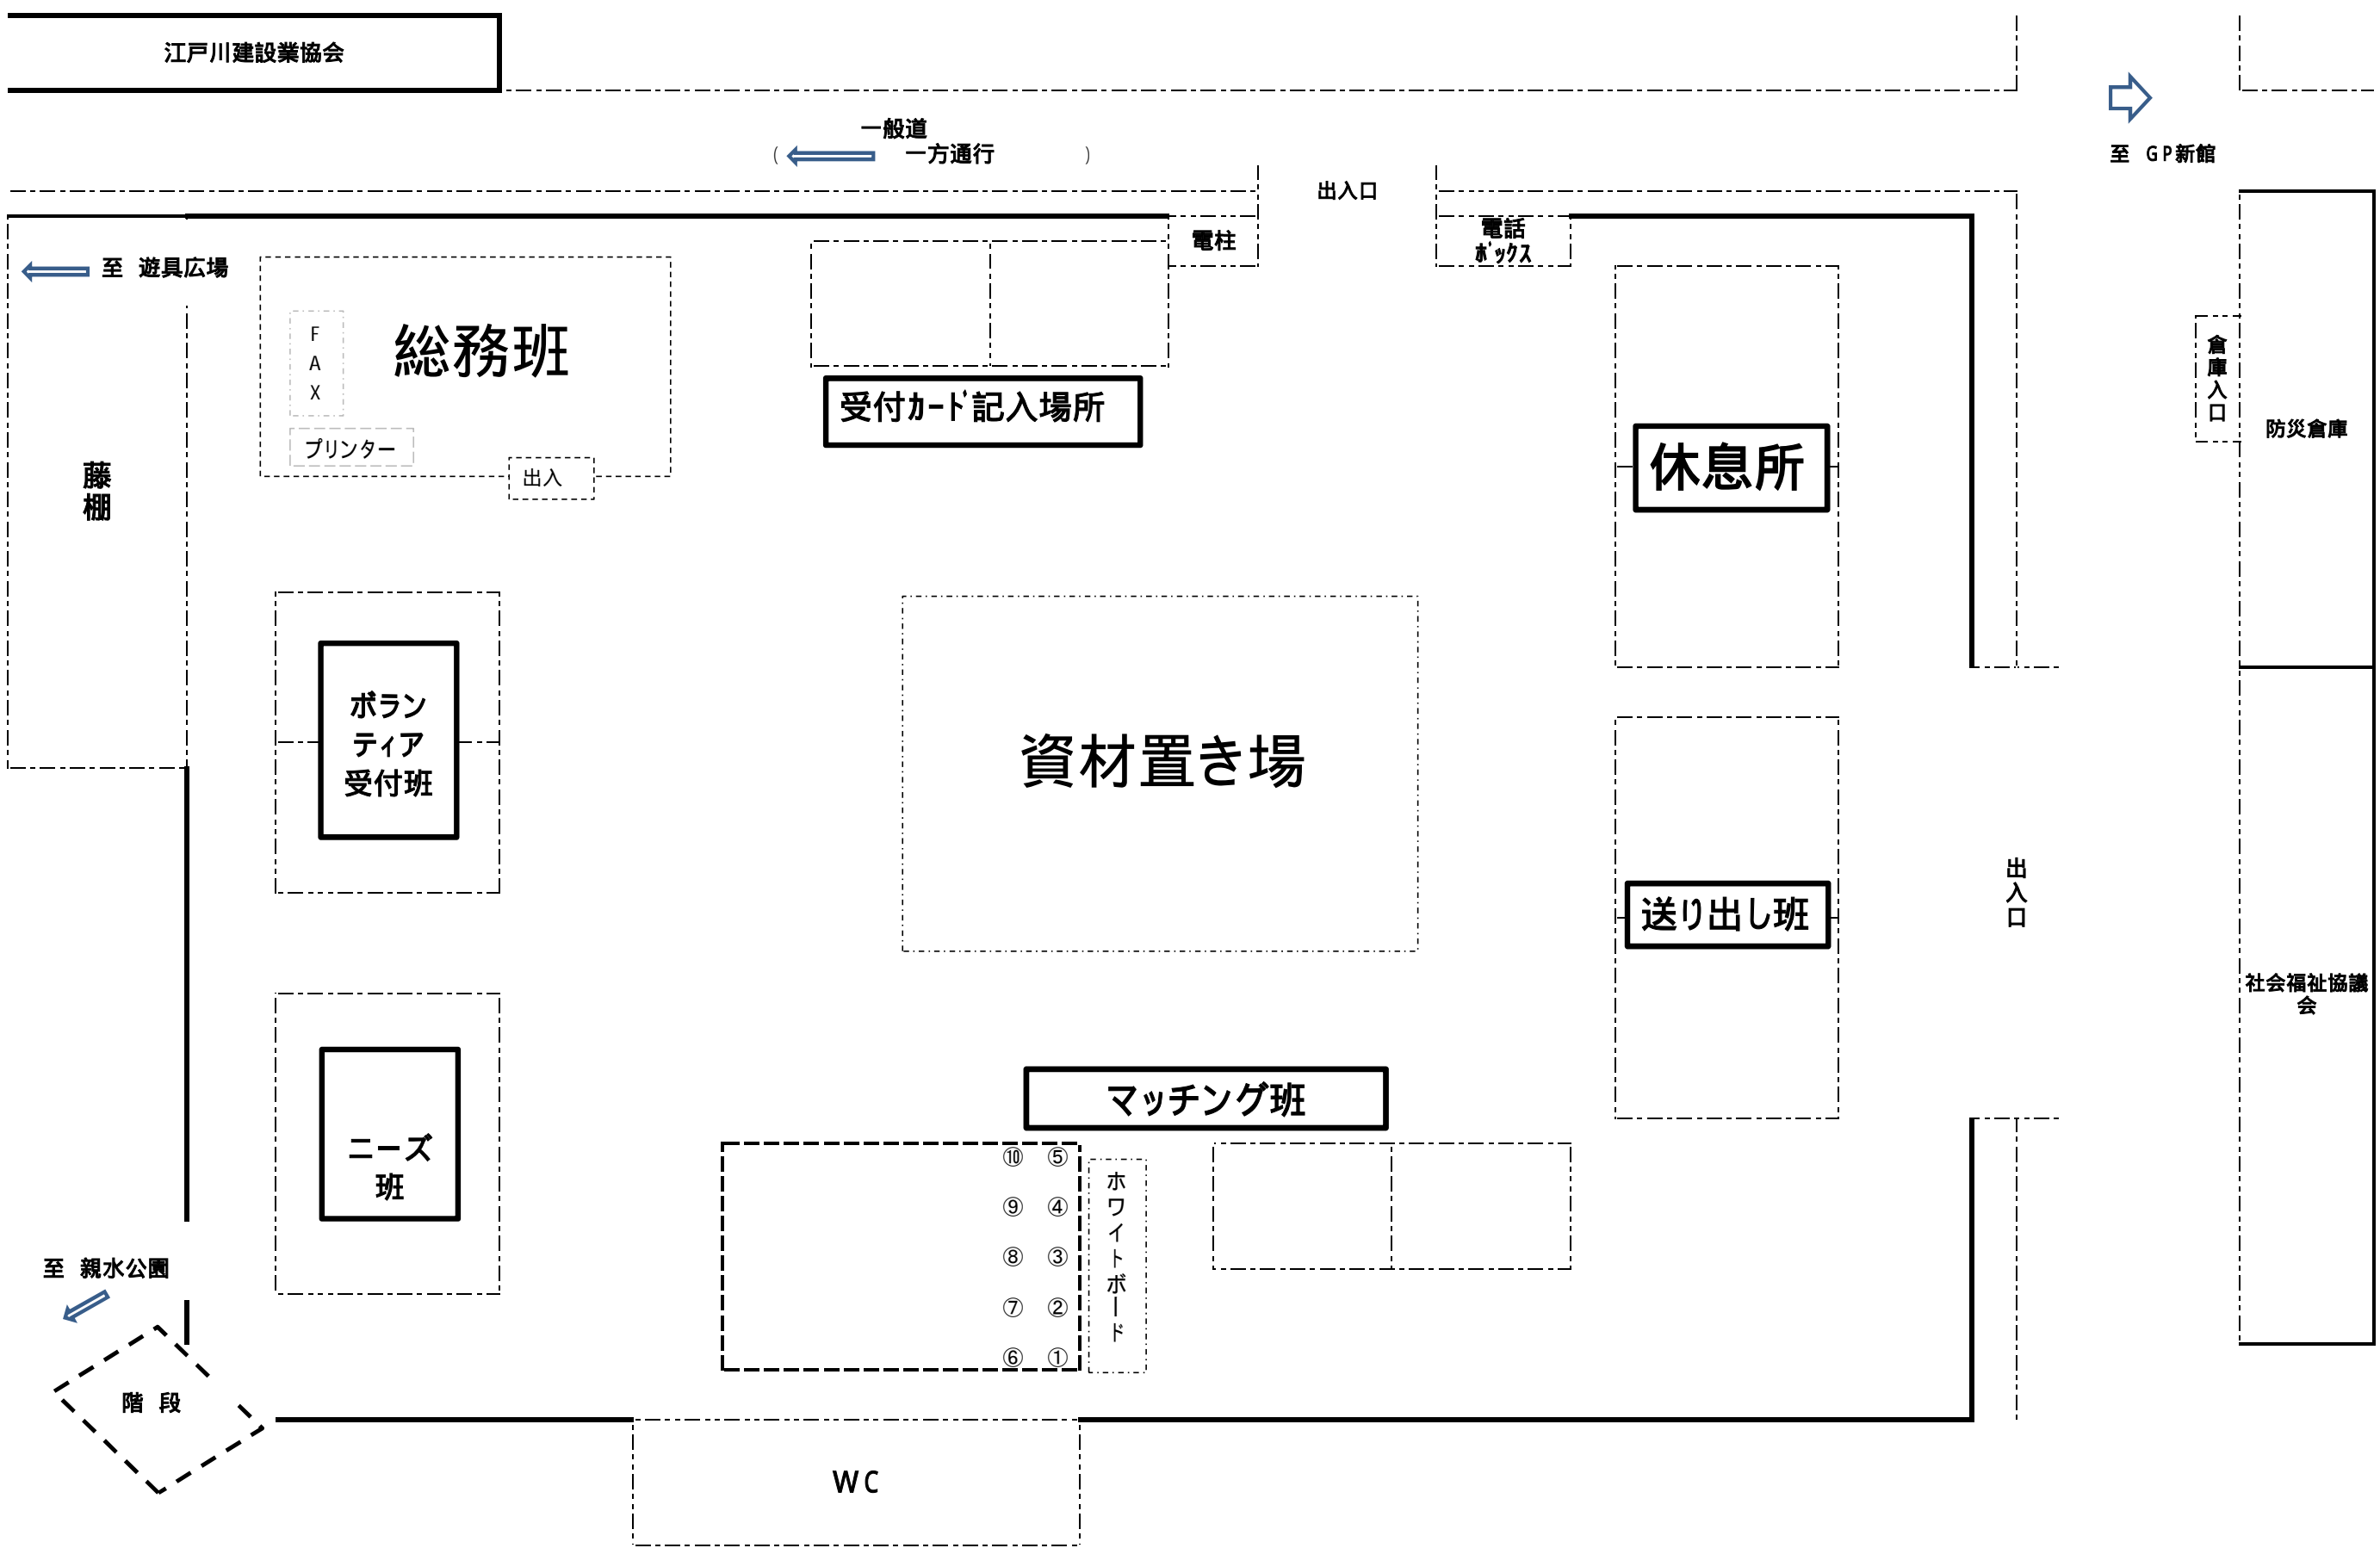 江戸川建設業協会
一般道
( 一方通行 )
至 GP新館
出入口
電柱
電話
ﾎﾞｯｸｽ
至 遊具広場
総務班
F
A
X
プリンター
出入
受付ｶｰﾄﾞ記入場所
休息所
倉
庫
入
口
防災倉庫
藤
棚
ボラン
ティア
受付班
資材置き場
送り出し班
出
入
口
社会福祉協議
会
マッチング班
ニーズ
班
⑩ ⑤
⑨ ④
⑧ ③
⑦ ②
⑥ ①
ホ
ワ
イ
ト
ボ
ー
ド
至 親水公園
階 段
WC